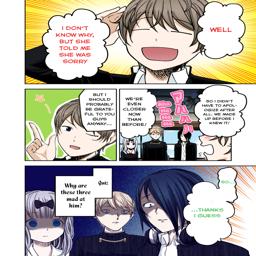 WELL
I DON'T
KNOW WHY,
BUT SHE
TOLD ME
SHE WAS
SORRY
SO I DIDN'T
HAVE TO APOL-
OGIZE AFTER
ALL. WE MADE
UP BEFORE I
KNEW IT!
WE'RE
EVEN
CLOSER
NOW
THAN
BEFORE!
BUT I
SHOULD
PROBABLY
BE GRATE-
FUL TO YOU
GUYS
ANYWAY....
...THANKS
I GUESS
Why are
these three
mad at
him?